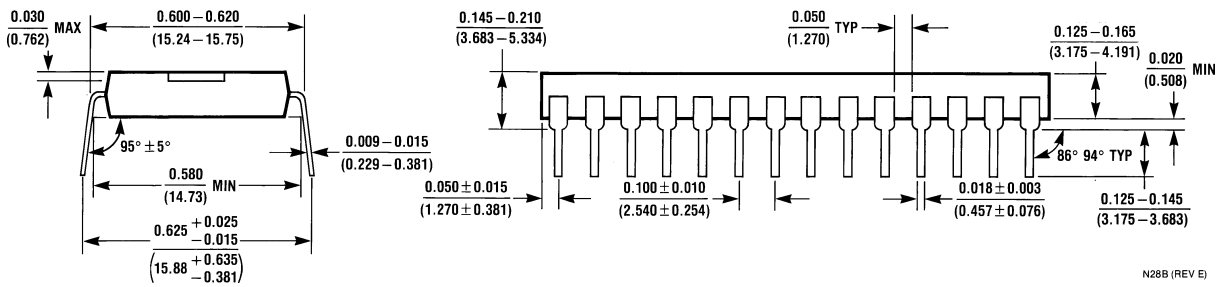 0.030
(0.762)
MAX
0.600 – 0.620
(15.24 – 15.75)
95° ± 5°
0.009 – 0.015
(0.229 – 0.381)
0.580
(14.73)
MIN
0.625 + 0.025
– 0.015
(15.88 + 0.635
– 0.381)
0.145 – 0.210
(3.683 – 5.334)
0.050
(1.270)
TYP
0.125 – 0.165
(3.175 – 4.191)
0.020
(0.508)
MIN
86° 94° TYP
0.050 ± 0.015
(1.270 ± 0.381)
0.100 ± 0.010
(2.540 ± 0.254)
0.018 ± 0.003
(0.457 ± 0.076)
0.125 – 0.145
(3.175 – 3.683)
N28B (REV E)